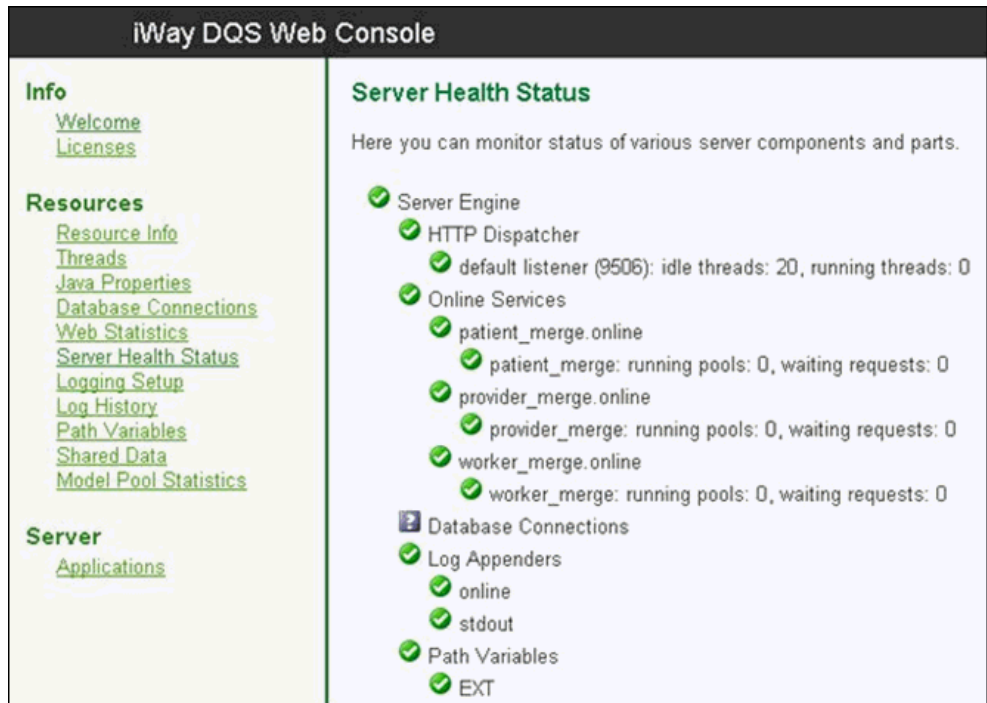 iWay DQS Web Console
Info
Welcome
Licenses
Resources
Resource Info
Threads
Java Properties
Database Connections
Web Statistics
Server Health Status
Logging Setup
Log History
Path Variables
Shared Data
Model Pool Statistics
Server
Applications
Server Health Status
Here you can monitor status of various server components and parts.
Server Engine
HTTP Dispatcher
default listener (9506): idle threads: 20, running threads: 0
Online Services
patient_merge.online
patient_merge: running pools: 0, waiting requests: 0
provider_merge.online
provider_merge: running pools: 0, waiting requests: 0
worker_merge.online
worker_merge: running pools: 0, waiting requests: 0
Database Connections
Log Appenders
online
stdout
Path Variables
EXT